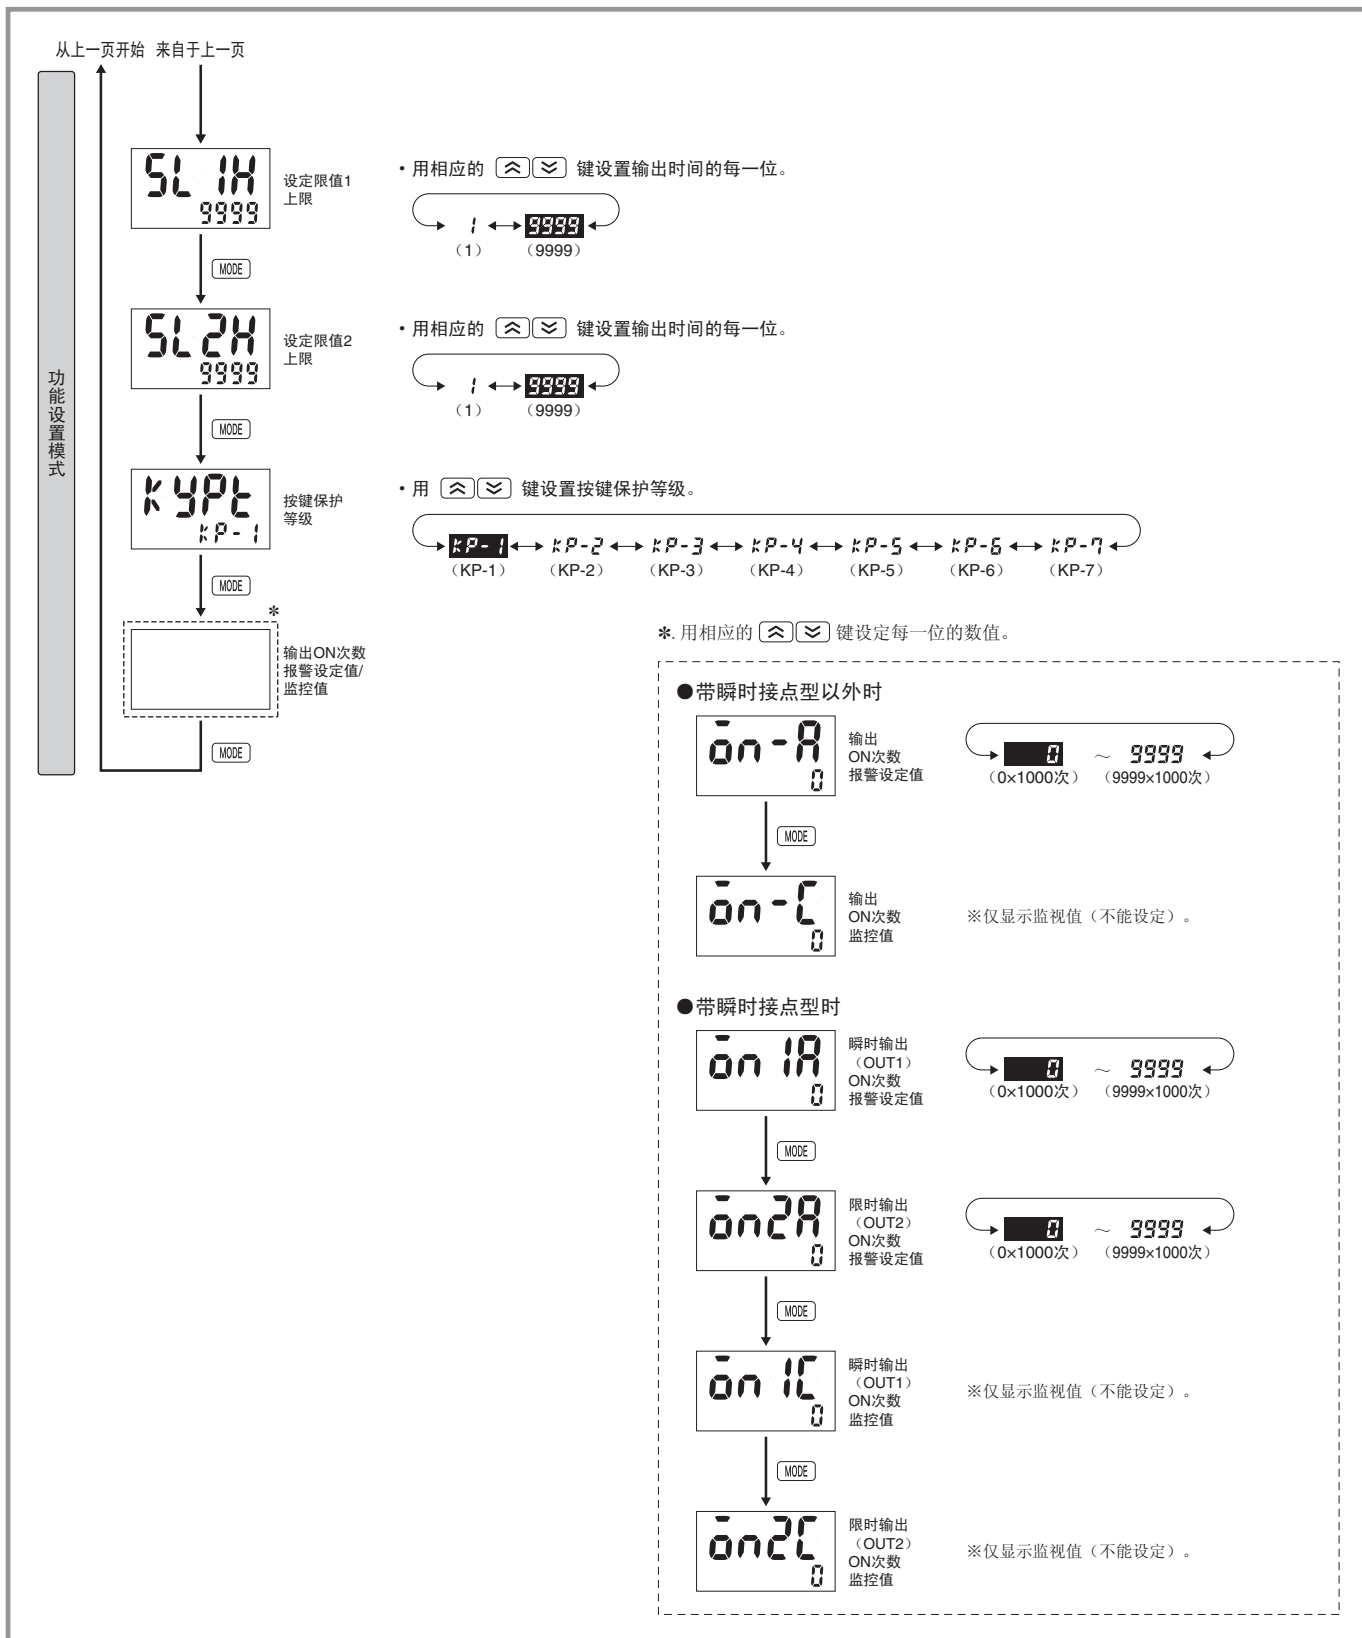 从上一页开始 来自于上一页
功能设置模式
SL 1H
9999
设定限值1
上限
・用相应的 键设置输出时间的每一位。
1 9999
（1） （9999）
MODE
SL2H
9999
设定限值2
上限
・用相应的 键设置输出时间的每一位。
1 9999
（1） （9999）
MODE
KYPt
KP-1
按键保护
等级
・用 键设置按键保护等级。
KP-1 KP-2 KP-3 KP-4 KP-5 KP-6 KP-7
（KP-1） （KP-2） （KP-3） （KP-4） （KP-5） （KP-6） （KP-7）
MODE
*
输出ON次数
报警设定值/
监控值
MODE
*. 用相应的 键设定每一位的数值。
●带瞬时接点型以外时
on-A
0
输出
ON次数
报警设定值
0 ～ 9999
（0×1000次） （9999×1000次）
MODE
on-C
0
输出
ON次数
监控值
※仅显示监视值（不能设定）。
●带瞬时接点型时
on1A
0
瞬时输出
（OUT1）
ON次数
报警设定值
0 ～ 9999
（0×1000次） （9999×1000次）
MODE
on2A
0
限时输出
（OUT2）
ON次数
报警设定值
0 ～ 9999
（0×1000次） （9999×1000次）
MODE
on1C
0
瞬时输出
（OUT1）
ON次数
监控值
※仅显示监视值（不能设定）。
MODE
on2C
0
限时输出
（OUT2）
ON次数
监控值
※仅显示监视值（不能设定）。